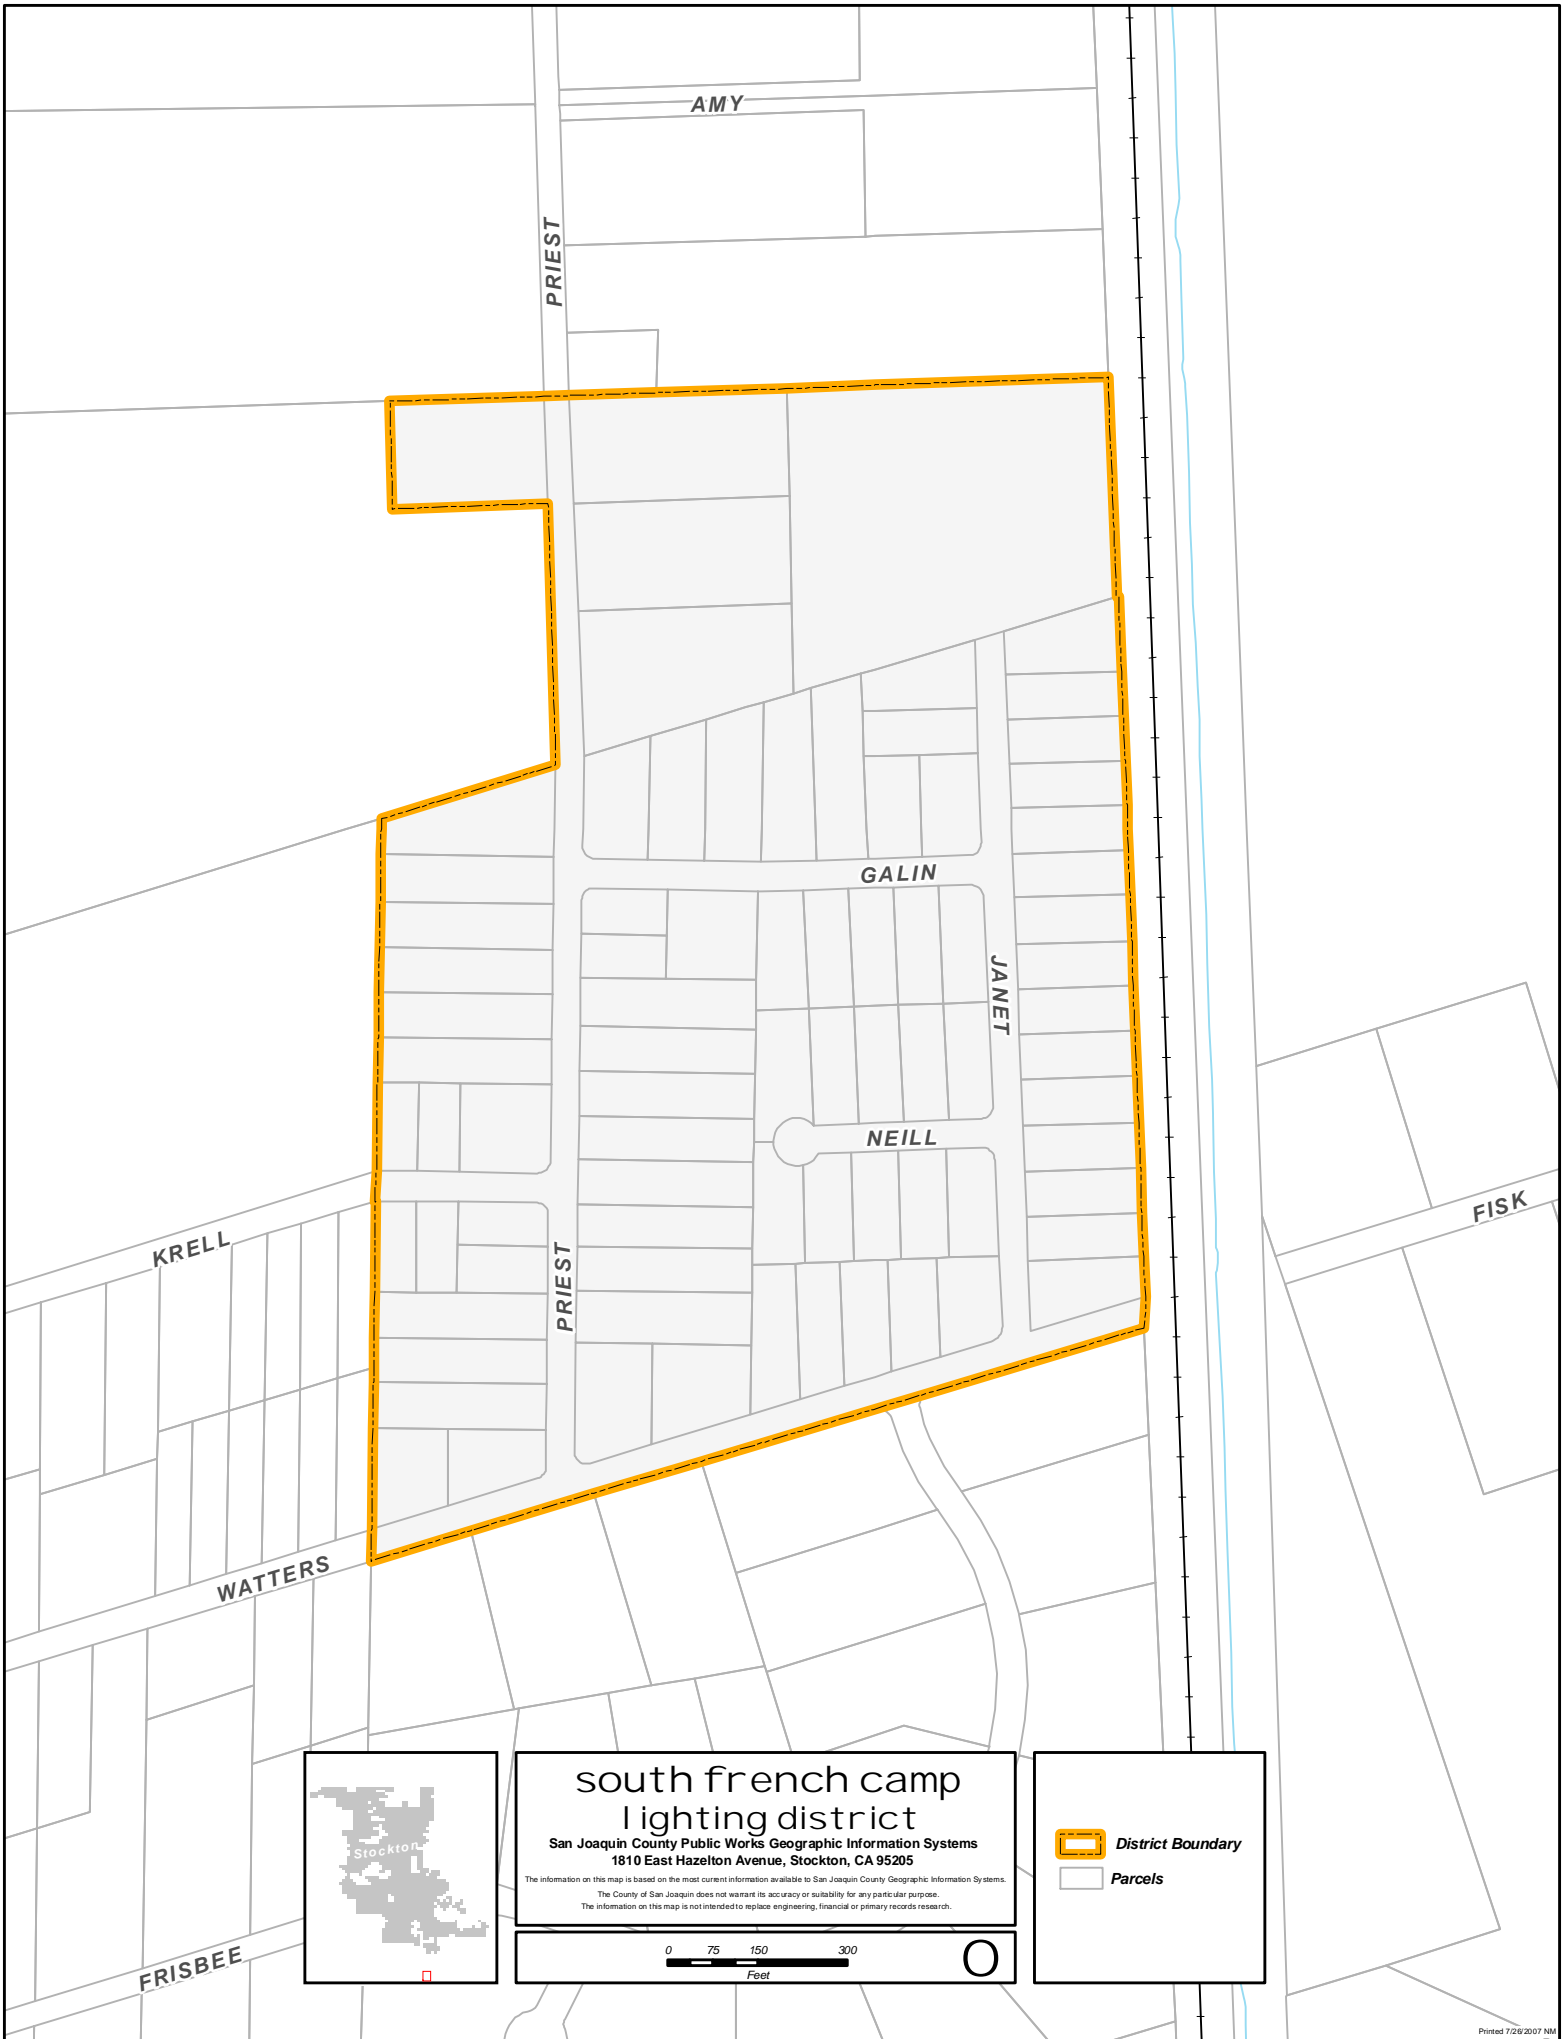 AMY
PRIEST
GALIN
JANET
NEILL
FISK
KRELL
PRIEST
WATTERS
FRISBEE
Stockton
south french camp
lighting district
San Joaquin County Public Works Geographic Information Systems
1810 East Hazelton Avenue, Stockton, CA 95205
The information on this map is based on the most current information available to San Joaquin County Geographic Information Systems.
The County of San Joaquin does not warrant its accuracy or suitability for any particular purpose.
The information on this map is not intended to replace engineering, financial or primary records research.
0 75 150 300
Feet
O
District Boundary
Parcels
Printed 7/26/2007 NM